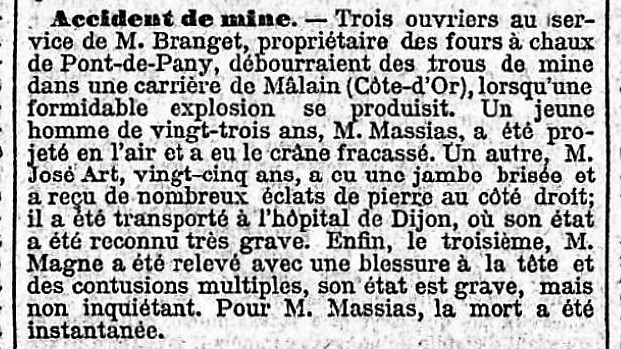 Accident de mine. — Trois ouvriers au ser-
vice de M. Branget, propriétaire des fours à chaux
de Pont-de-Pany, débourraient des trous de mine
dans une carrière de Mâlain (Côte-d'Or), lorsqu'une
formidable explosion se produisit. Un jeune
homme de vingt-trois ans, M. Massias, a été pro-
jeté en l'air et a eu le crâne fracassé. Un autre, M.
José Art, vingt-cinq ans, a eu une jambe brisée et
a reçu de nombreux éclats de pierre au côté droit;
il a été transporté à l'hôpital de Dijon, où son état
a été reconnu très grave. Enfin, le troisième, M.
Magne a été relevé avec une blessure à la tête et
des contusions multiples, son état est grave, mais
non inquiétant. Pour M. Massias, la mort a été
instantanée.